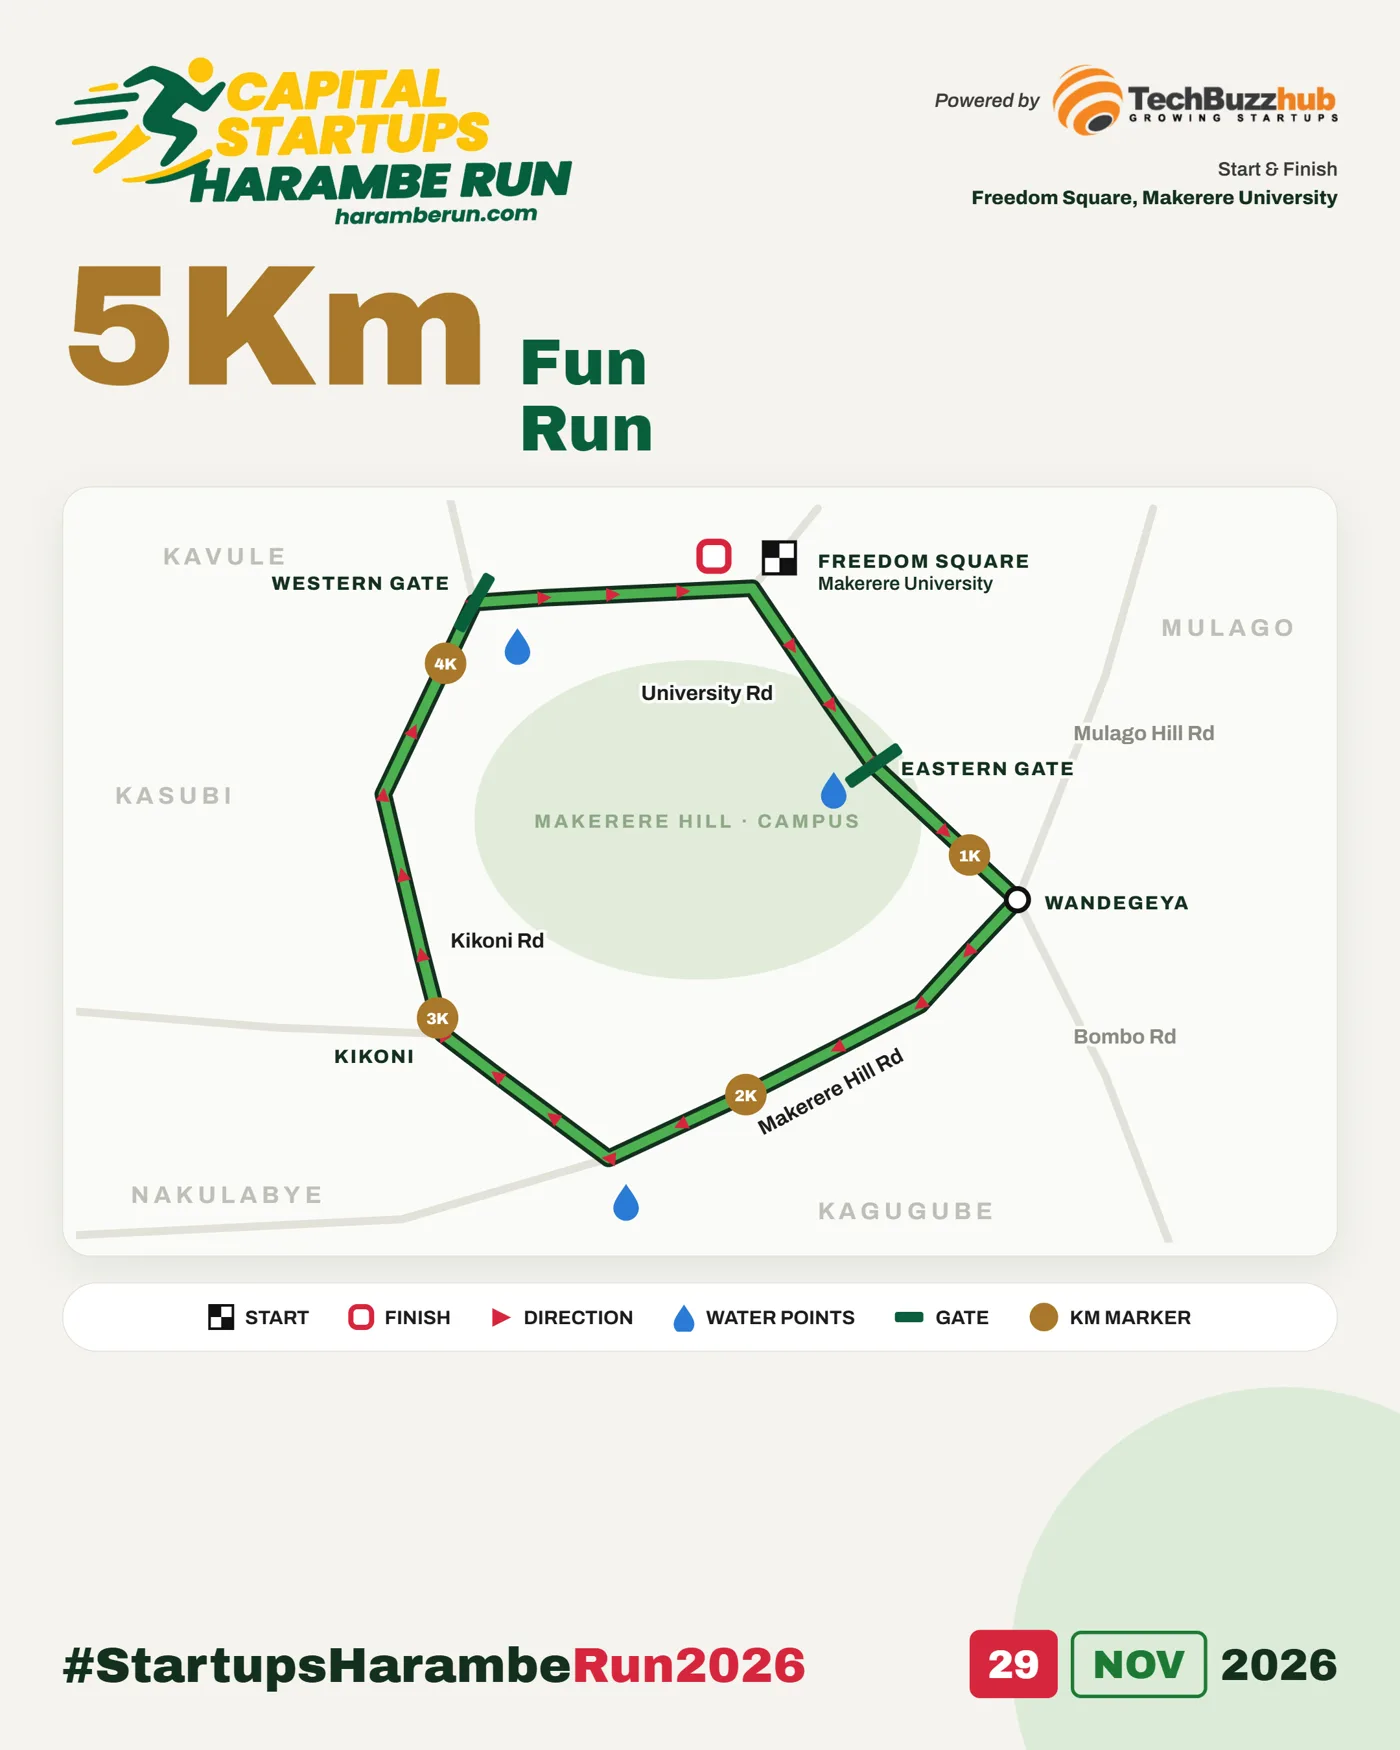 CAPITAL
STARTUPS
HARAMBE RUN
haramberun.com
Powered by
TechBuzzhub
GROWING STARTUPS
Start & Finish
Freedom Square, Makerere University
5Km
Fun
Run
KAVULE
WESTERN GATE
FREEDOM SQUARE
Makerere University
MULAGO
4K
University Rd
Mulago Hill Rd
EASTERN GATE
KASUBI
MAKERERE HILL · CAMPUS
1K
WANDEGEYA
Kikoni Rd
3K
KIKONI
Bombo Rd
2K
Makerere Hill Rd
NAKULABYE
KAGUGUBE
START
FINISH
DIRECTION
WATER POINTS
GATE
KM MARKER
#StartupsHarambeRun2026
29 NOV 2026